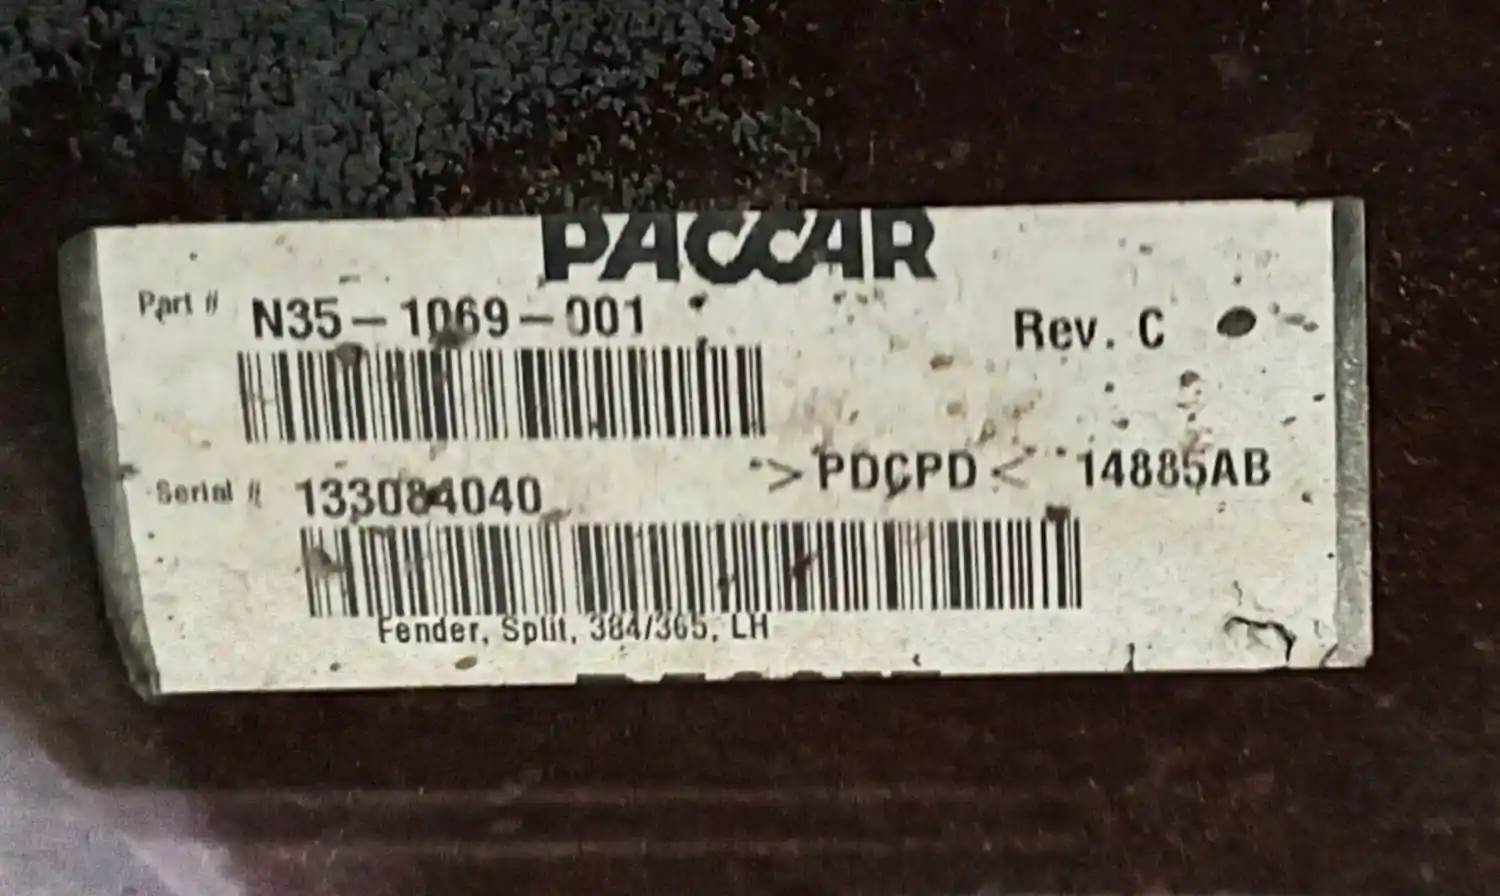 PACCAR
Part # N35-1069-001 Rev. C
Serial # 133084040 >PDCPD< 14885AB
Fender, Split, 384/365, LH